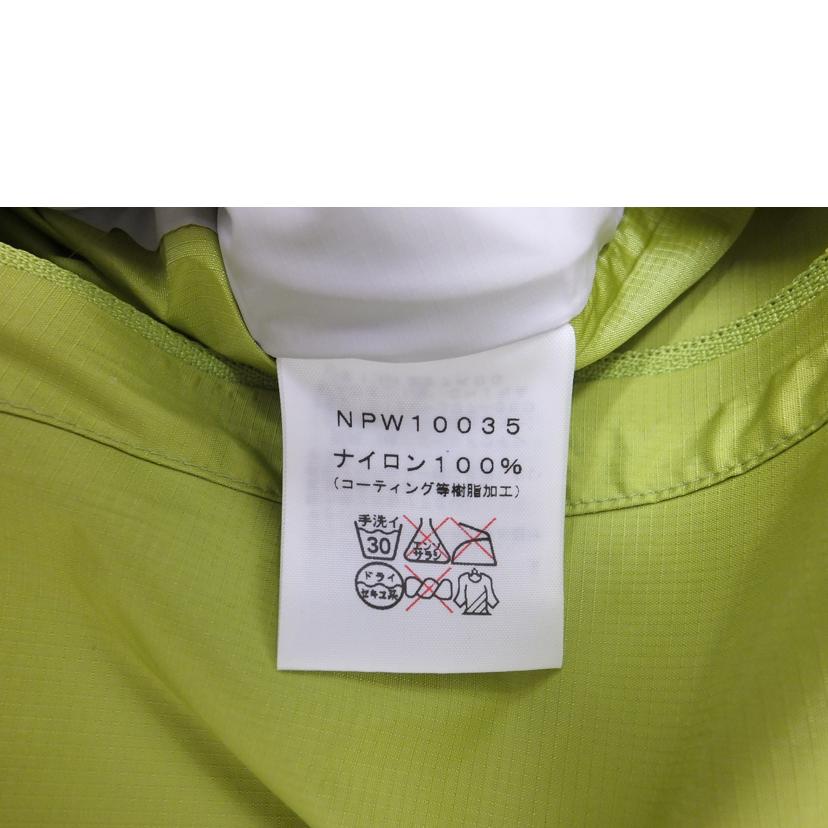 NPW10035
ナイロン100%
(コーティング等樹脂加工)
手洗イ
30
エンソ
サラシ
ドライ
セキユ系